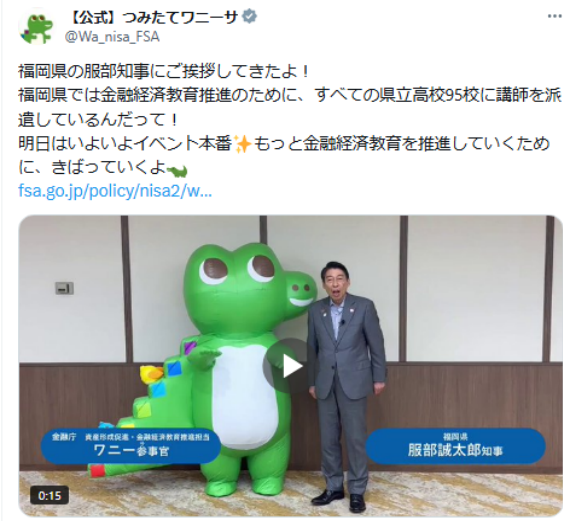 【公式】つみたてワニーサ
@Wa_nisa_FSA
福岡県の服部知事にご挨拶してきたよ！
福岡県では金融経済教育推進のために、すべての県立高校95校に講師を派
遣しているんだって！
明日はいよいよイベント本番✨もっと金融経済教育を推進していくため
に、きばっていくよ🐊
fsa.go.jp/policy/nisa2/w...
金融庁 資産形成促進・金融経済教育推進担当
ワニー参事官
福岡県
服部誠太郎知事
0:15